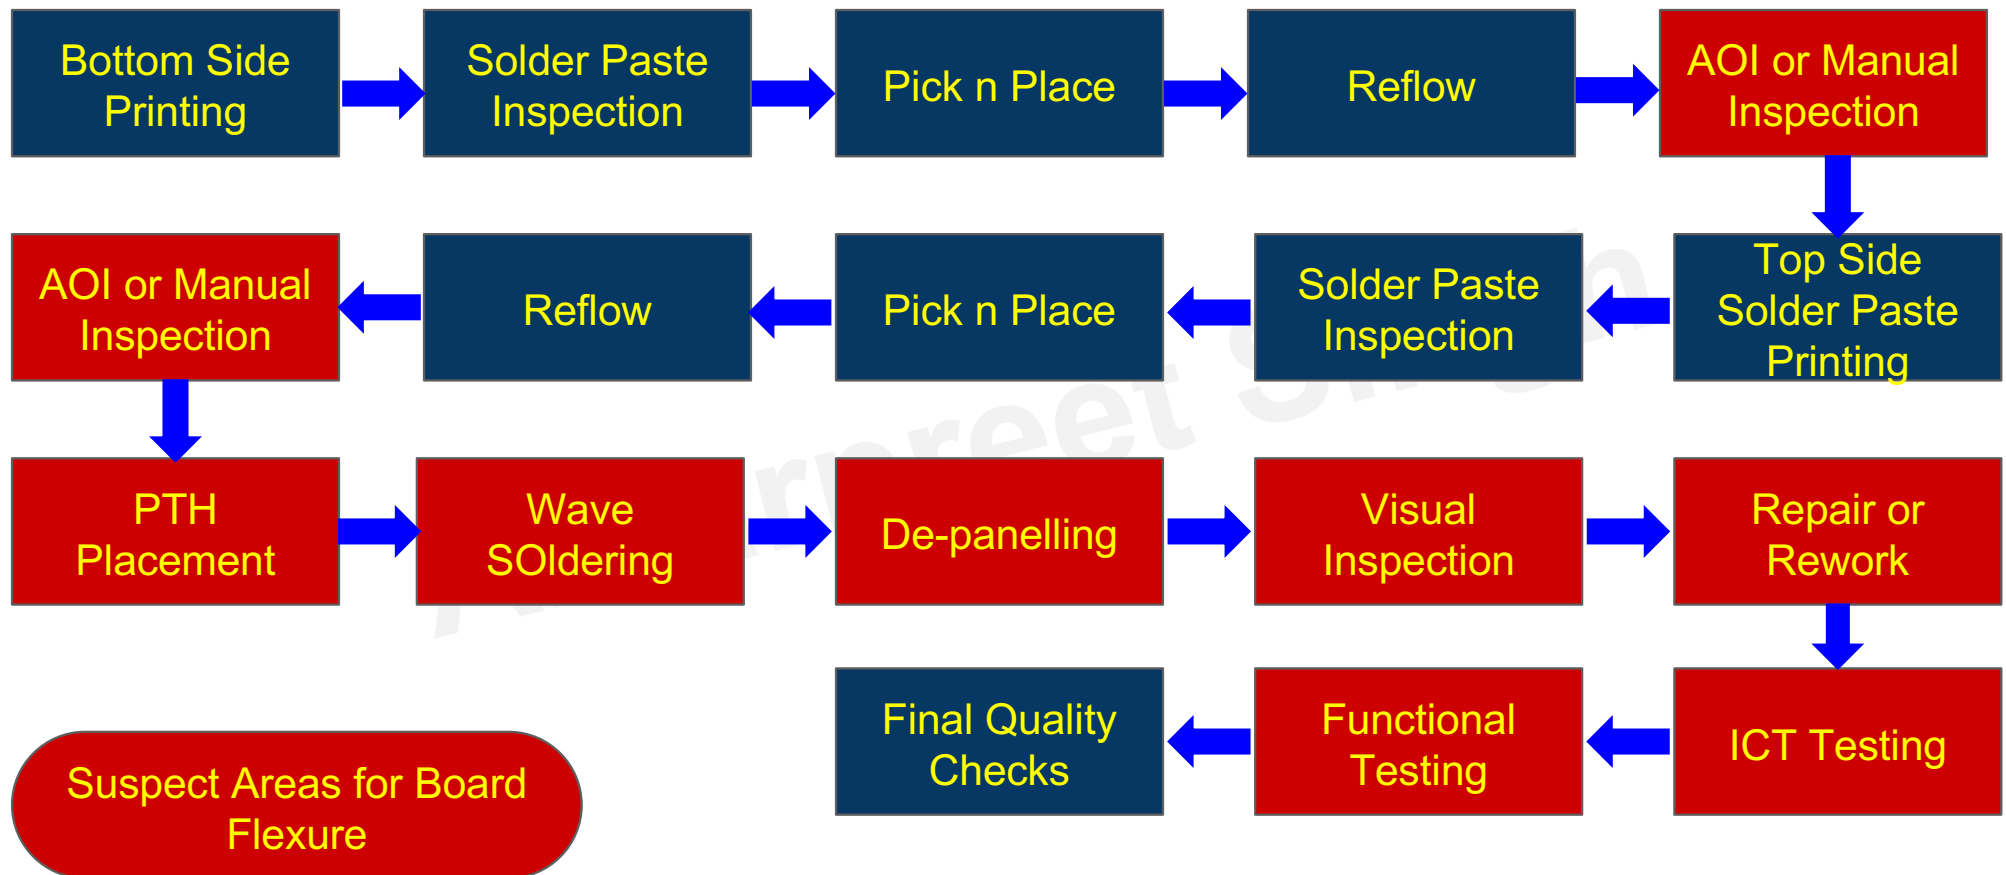 Bottom Side
Printing
Solder Paste
Inspection
Pick n Place
Reflow
AOI or Manual
Inspection
AOI or Manual
Inspection
Reflow
Pick n Place
Solder Paste
Inspection
Top Side
Solder Paste
Printing
PTH
Placement
Wave
SOldering
De-panelling
Visual
Inspection
Repair or
Rework
Final Quality
Checks
Functional
Testing
ICT Testing
Suspect Areas for Board
Flexure